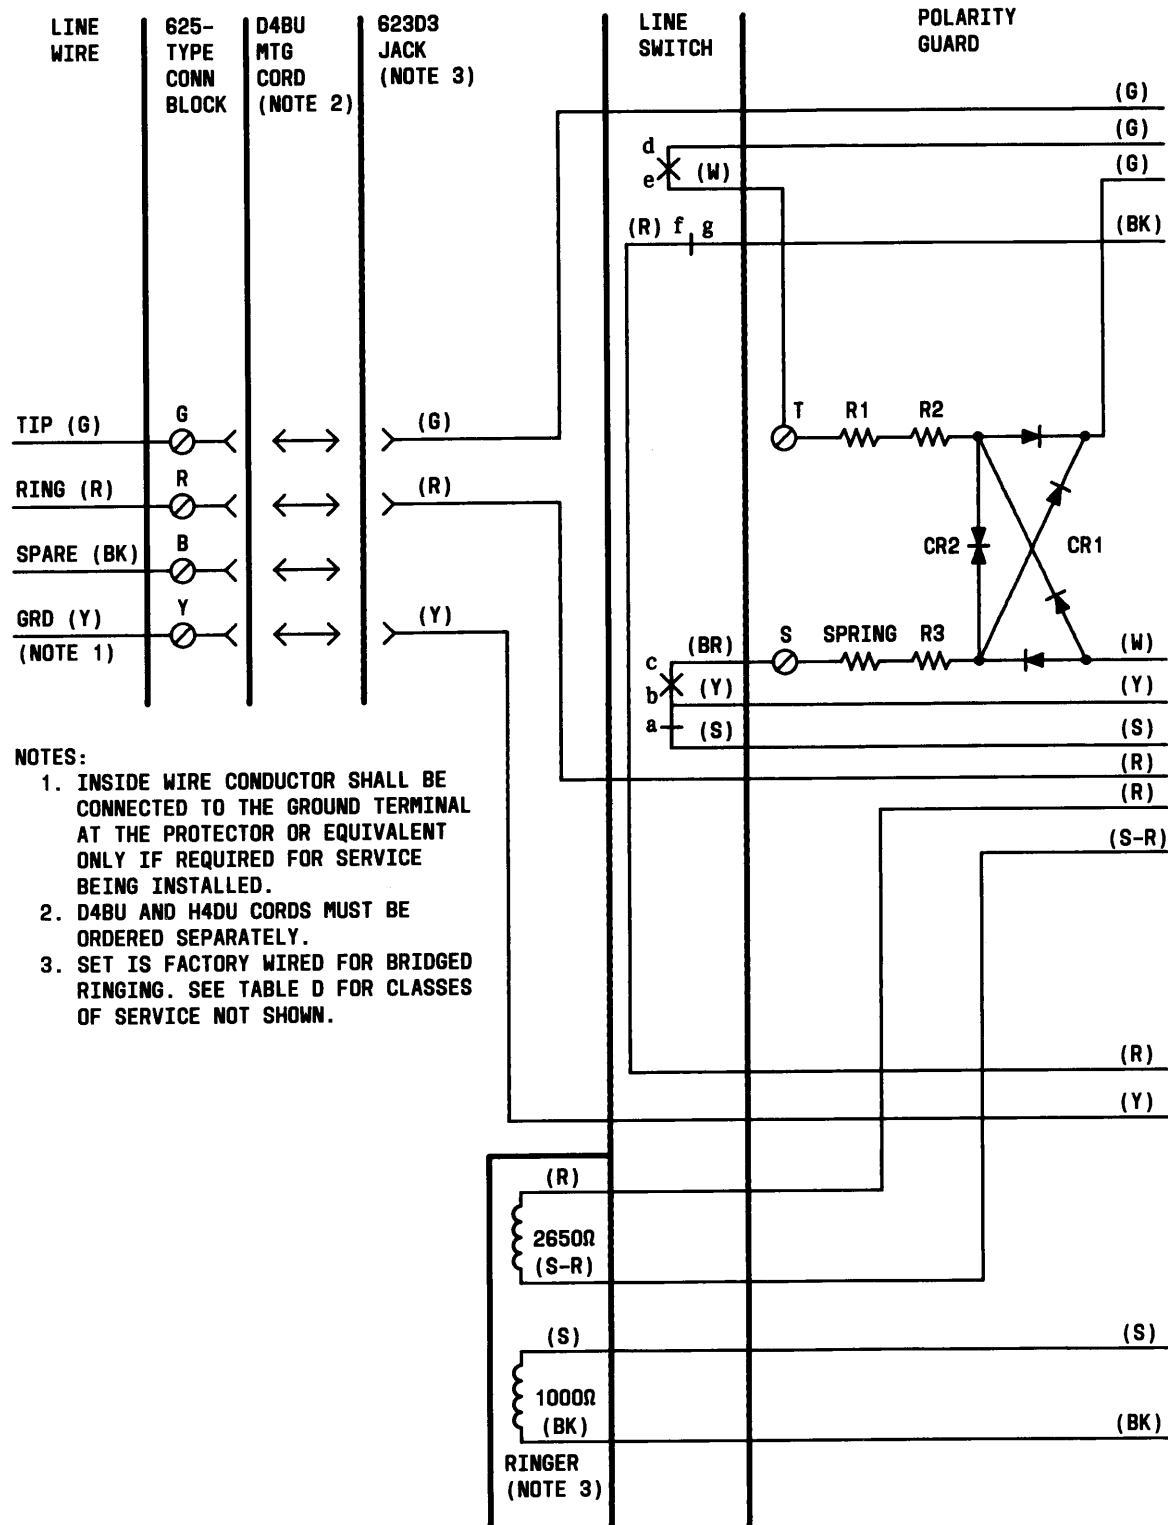 LINE WIRE
625-TYPE CONN BLOCK
D4BU MTG CORD (NOTE 2)
623D3 JACK (NOTE 3)
LINE SWITCH
POLARITY GUARD
(G)
(G)
d
e
(W)
(G)
(R) f g
(BK)
TIP (G)
G
(G)
T
R1
R2
RING (R)
R
(R)
SPARE (BK)
B
CR2
CR1
GRD (Y)
(NOTE 1)
Y
(Y)
c
(BR)
S
SPRING
R3
(W)
b
(Y)
(Y)
a
(S)
(S)
(R)
(R)
(S-R)
NOTES:
1. INSIDE WIRE CONDUCTOR SHALL BE
CONNECTED TO THE GROUND TERMINAL
AT THE PROTECTOR OR EQUIVALENT
ONLY IF REQUIRED FOR SERVICE
BEING INSTALLED.
2. D4BU AND H4DU CORDS MUST BE
ORDERED SEPARATELY.
3. SET IS FACTORY WIRED FOR BRIDGED
RINGING. SEE TABLE D FOR CLASSES
OF SERVICE NOT SHOWN.
(R)
(Y)
(R)
2650Ω
(S-R)
(S)
(S)
1000Ω
(BK)
(BK)
RINGER
(NOTE 3)